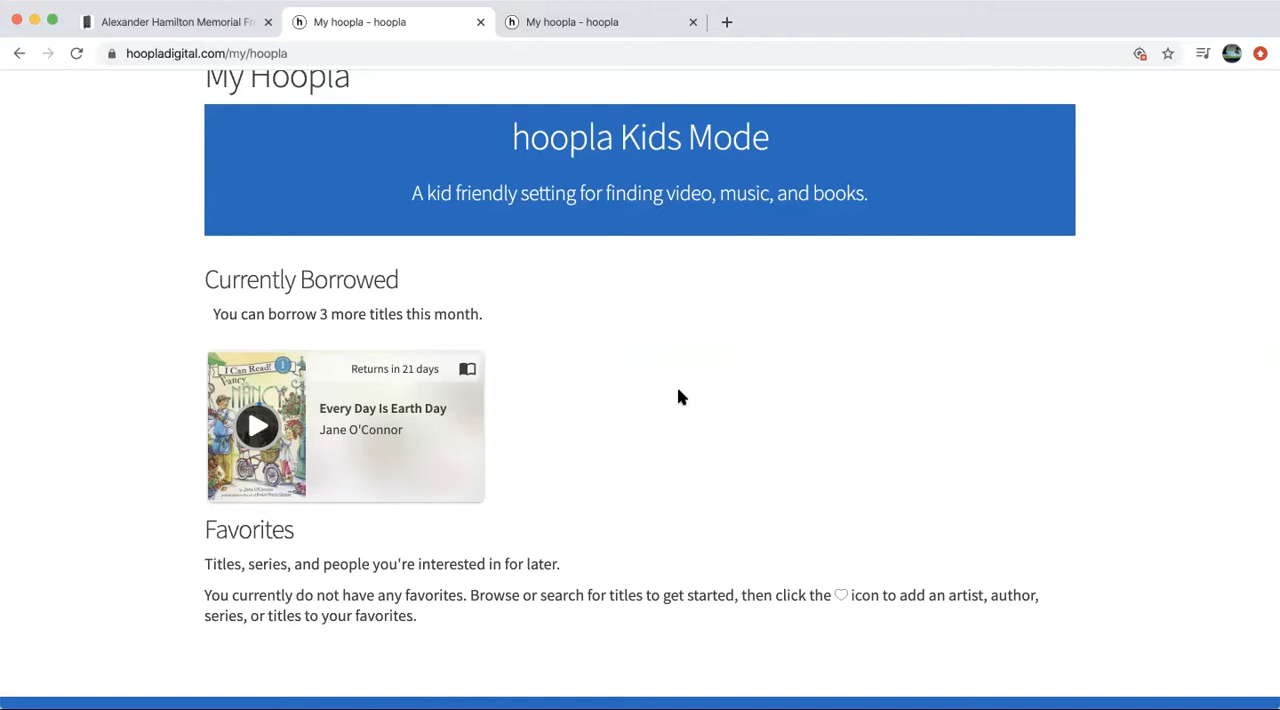 Alexander Hamilton Memorial Fr
My hoopla - hoopla
My hoopla - hoopla
hoopladigital.com/my/hoopla
My Hoopla
hoopla Kids Mode
A kid friendly setting for finding video, music, and books.
Currently Borrowed
You can borrow 3 more titles this month.
I Can Read! 1
Fancy
NANCY
by Jane O'Connor
Returns in 21 days
Every Day Is Earth Day
Jane O'Connor
Favorites
Titles, series, and people you're interested in for later.
You currently do not have any favorites. Browse or search for titles to get started, then click the ♡ icon to add an artist, author,
series, or titles to your favorites.